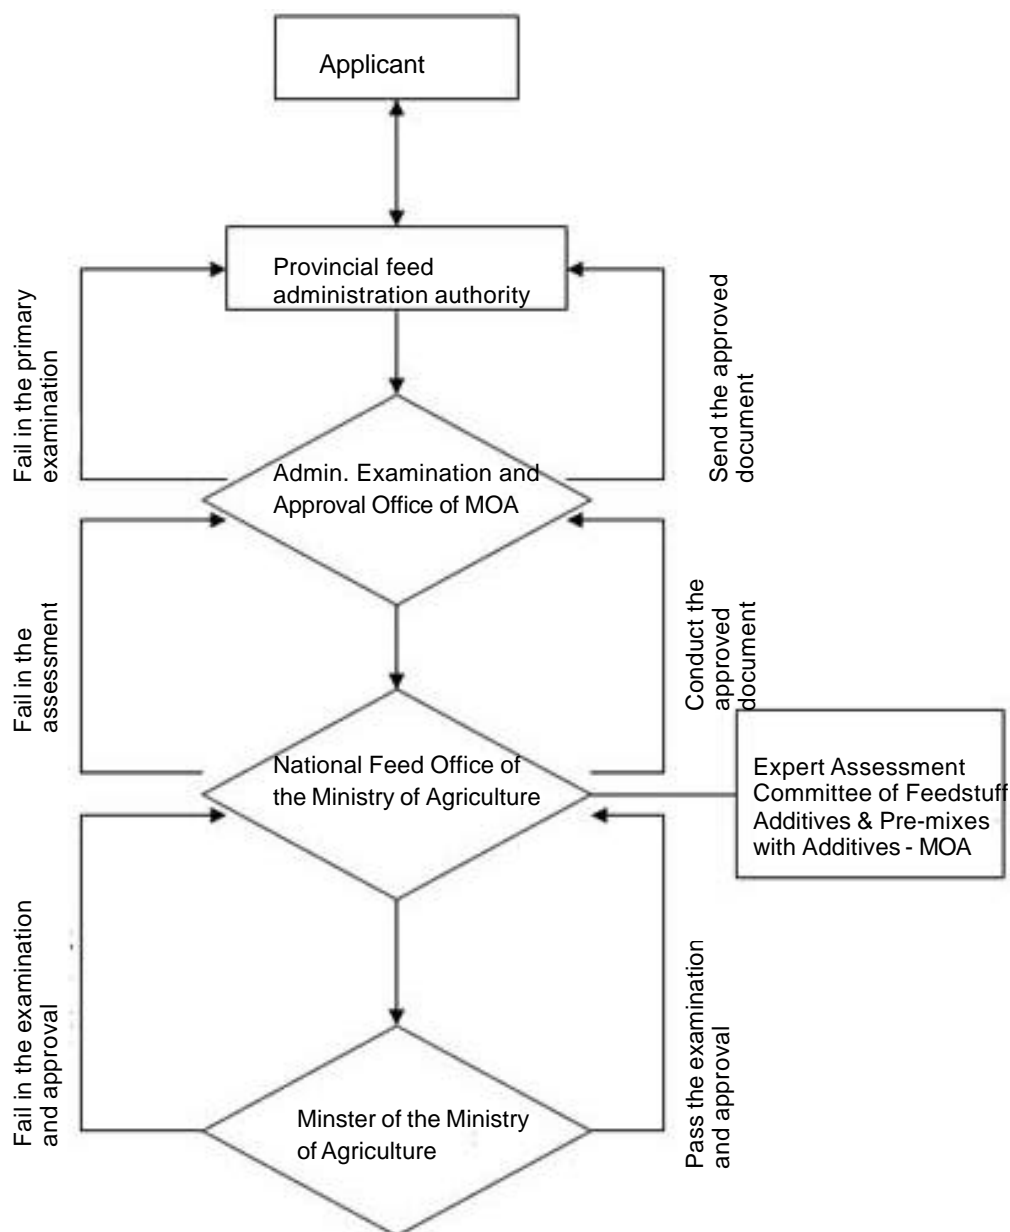 Applicant
Provincial feed
administration authority
Fail in the primary
examination
Send the approved
document
Admin. Examination and
Approval Office of MOA
Fail in the
assessment
Conduct the
approved
document
National Feed Office of
the Ministry of Agriculture
Expert Assessment
Committee of Feedstuff
Additives & Pre-mixes
with Additives - MOA
Fail in the examination
and approval
Pass the examination
and approval
Minster of the Ministry
of Agriculture